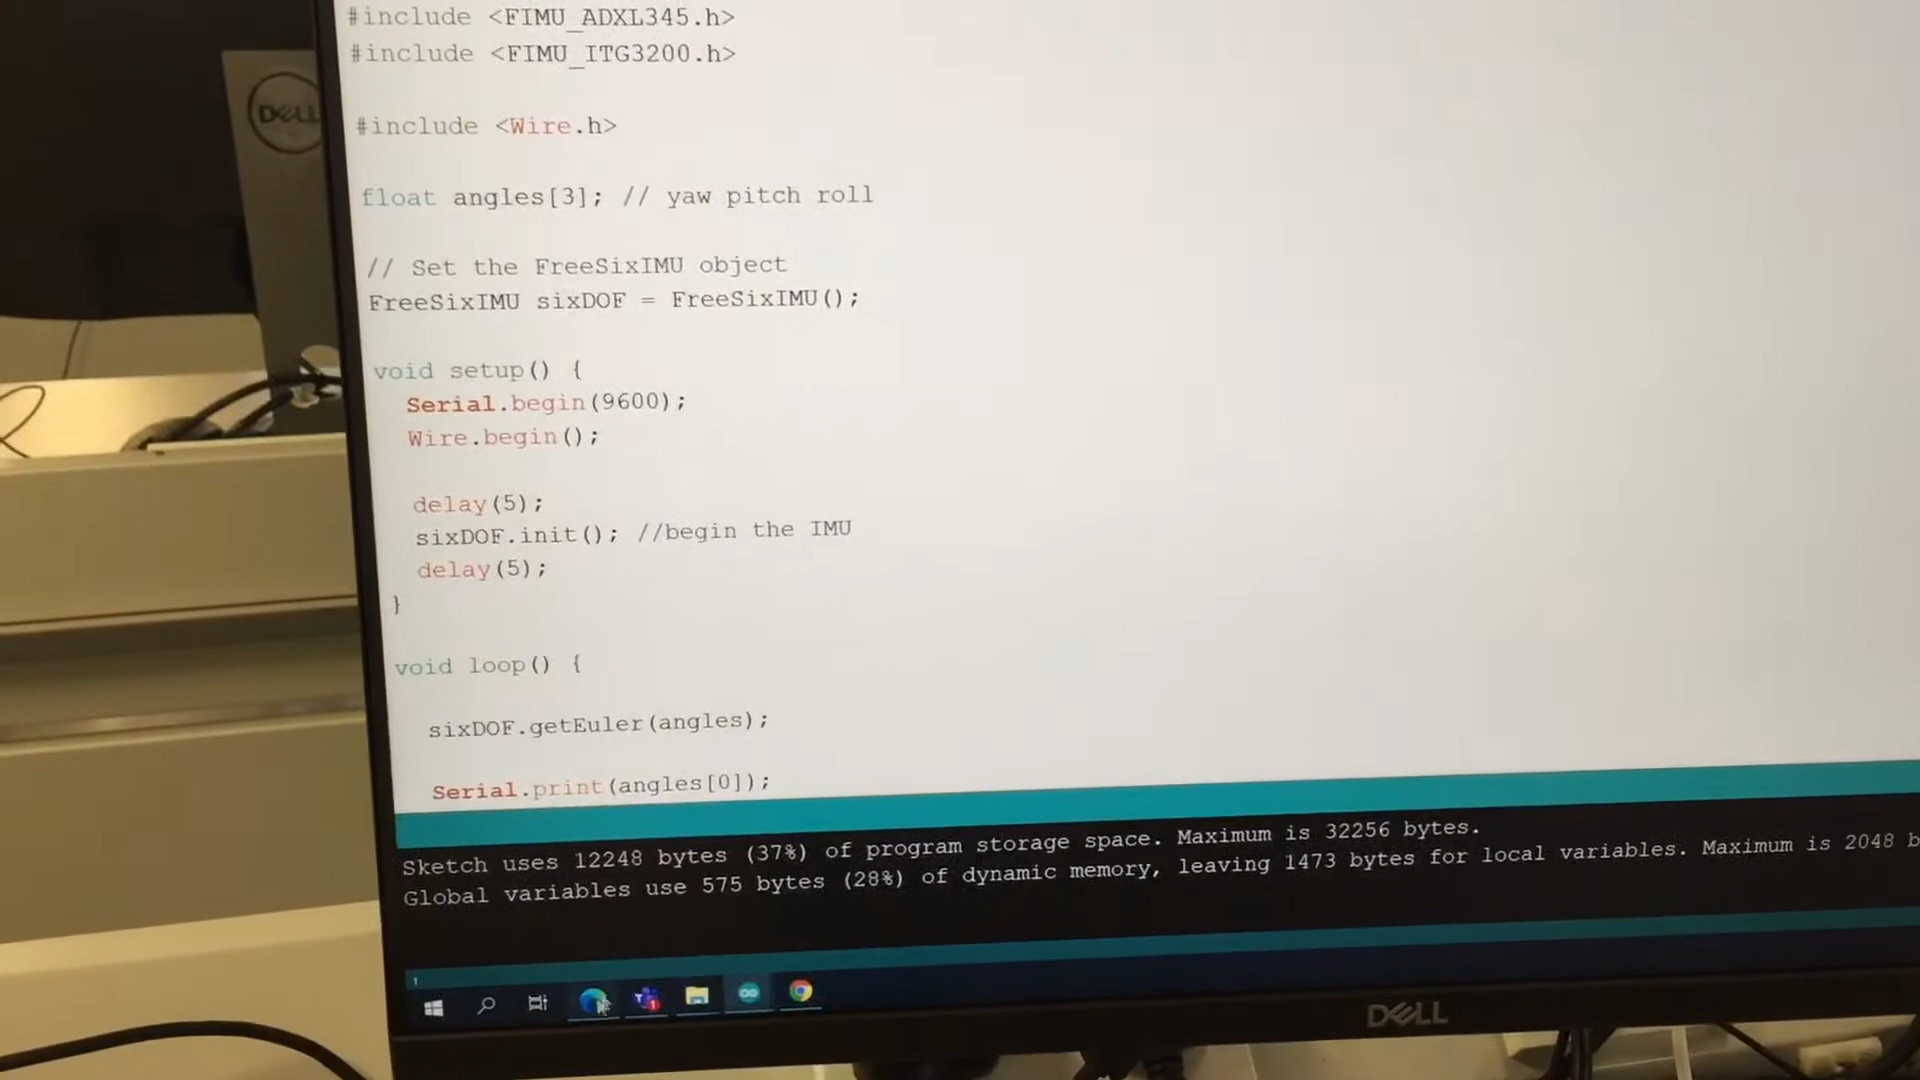 #include <FIMU_ADXL345.h>
#include <FIMU_ITG3200.h>
#include <Wire.h>
float angles[3]; // yaw pitch roll
// Set the FreeSixIMU object
FreeSixIMU sixDOF = FreeSixIMU();
void setup() {
Serial.begin(9600);
Wire.begin();
delay(5);
sixDOF.init(); //begin the IMU
delay(5);
}
void loop() {
sixDOF.getEuler(angles);
Serial.print(angles[0]);
Sketch uses 12248 bytes (37%) of program storage space. Maximum is 32256 bytes.
Global variables use 575 bytes (28%) of dynamic memory, leaving 1473 bytes for local variables. Maximum is 2048 b
1
DELL
DELL